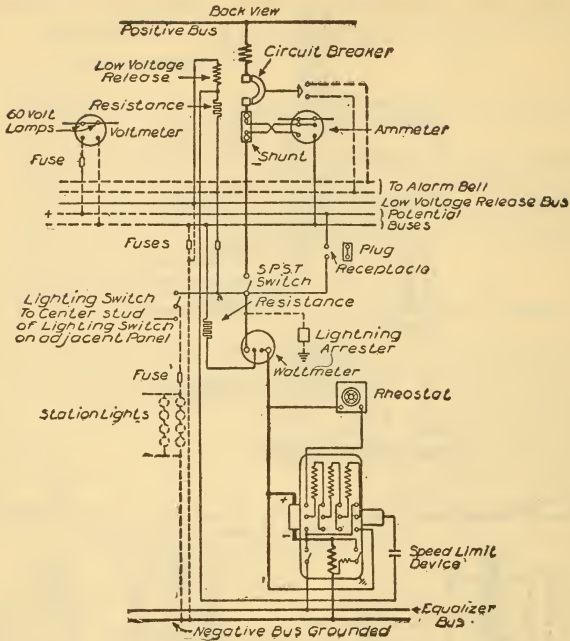 Back View
Positive Bus
Circuit Breaker
Low Voltage
Release
Resistance
60 Volt
Lamps
Voltmeter
Ammeter
Fuse
Shunt
-
To Alarm Bell
Low Voltage Release Bus
+
Potential
-
Buses
Fuses
Plug
Receptacle
S.P.S.T
Switch
Lighting Switch
To Center stud
of Lighting Switch
on adjacent Panel
Resistance
Lightning
Arrester
Wattmeter
Fuse
Rheostat
Station Lights
+
-
Speed Limit
Device
Equalizer
Bus
Negative Bus Grounded